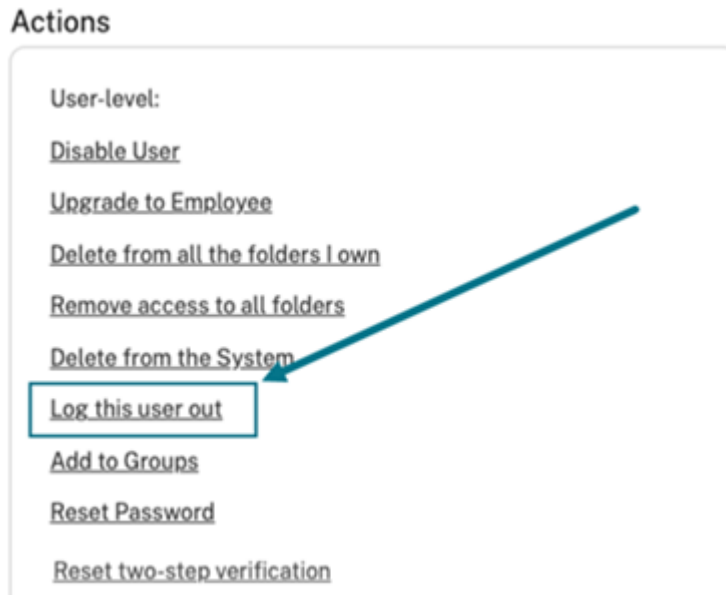 Actions
User-level:
Disable User
Upgrade to Employee
Delete from all the folders I own
Remove access to all folders
Delete from the System
Log this user out
Add to Groups
Reset Password
Reset two-step verification